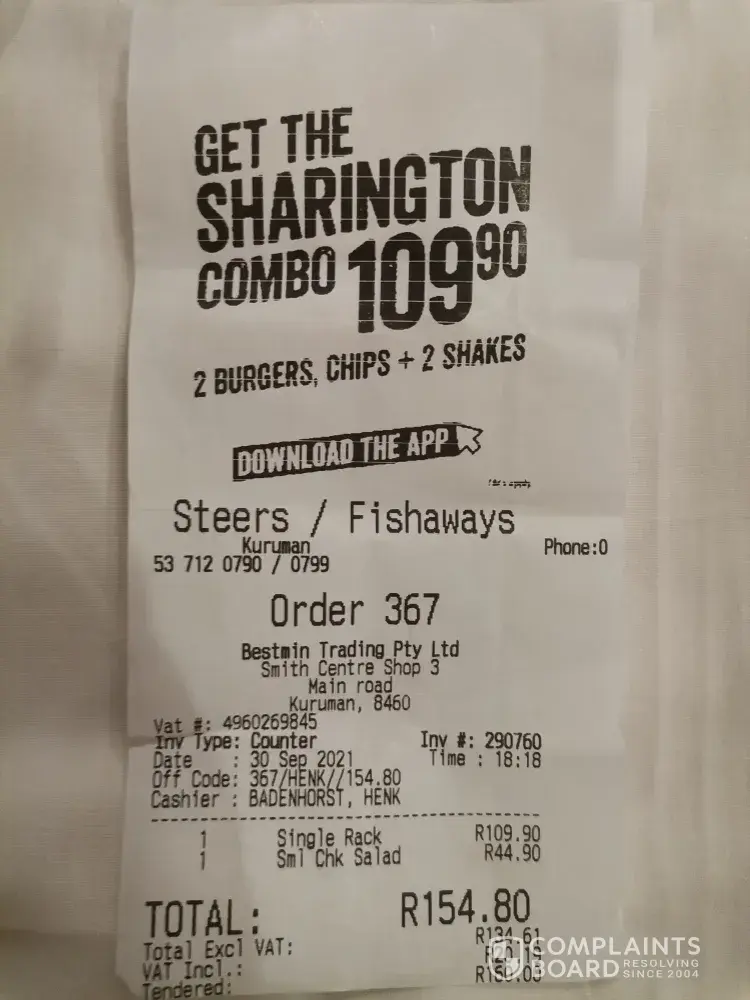 GET THE
SHARINGTON
COMBO 109 90
2 BURGERS, CHIPS + 2 SHAKES
DOWNLOAD THE APP
Steers / Fishaways
Kuruman
Phone:0
53 712 0790 / 0799
Order 367
Bestmin Trading Pty Ltd
Smith Centre Shop 3
Main road
Kuruman, 8460
Vat #: 4960269845
Inv Type: Counter Inv #: 290760
Date : 30 Sep 2021 Time : 18:18
Off Code: 367/HENK//154.80
Cashier : BADENHORST, HENK
1 Single Rack R109.90
1 Sml Chk Salad R44.90
TOTAL: R154.80
Total Excl VAT: R134.61
VAT Incl.:
Tendered:
COMPLAINTS
BOARD RESOLVING
SINCE 2004